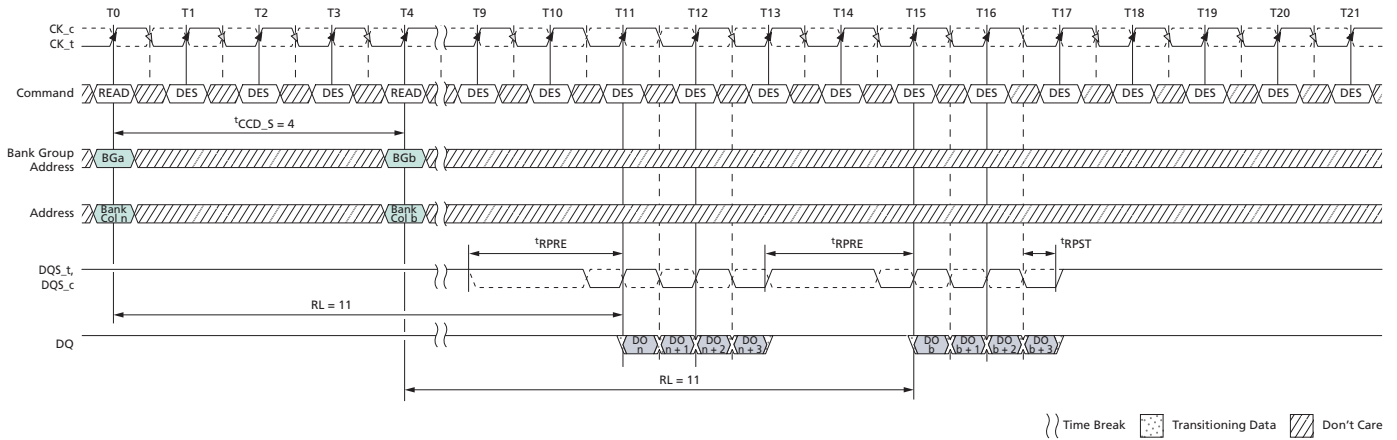 T0 T1 T2 T3 T4 T9 T10 T11 T12 T13 T14 T15 T16 T17 T18 T19 T20 T21
CK_c
CK_t
Command READ DES DES DES READ DES DES DES DES DES DES DES DES DES DES DES DES DES
tCCD_S = 4
Bank Group
Address
BGa BGb
Address
Bank
Col n
Bank
Col b
tRPRE tRPRE tRPST
DQS_t,
DQS_c
RL = 11
DQ
DO
n
DO
n + 1
DO
n + 2
DO
n + 3
DO
b
DO
b + 1
DO
b + 2
DO
b + 3
RL = 11
Time Break Transitioning Data Don't Care